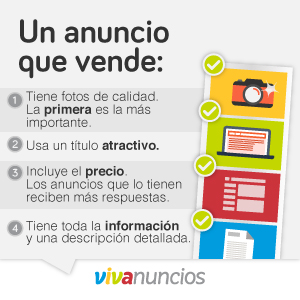 Un anuncio
que vende:
1 Tiene fotos de calidad.
La primera es la más
importante.
2 Usa un título atractivo.
3 Incluye el precio.
Los anuncios que lo tienen
reciben más respuestas.
4 Tiene toda la información
y una descripción detallada.
vivanuncios